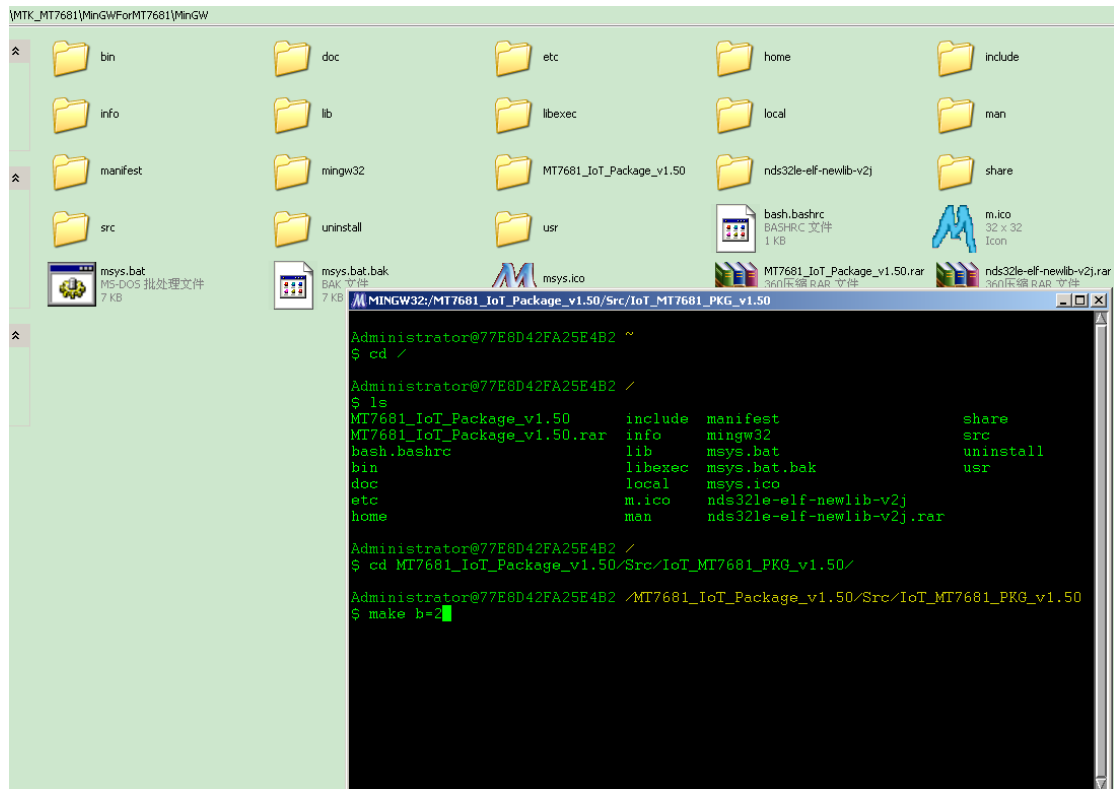 \MTK_MT7681\MinGWForMT7681\MinGW
bin
doc
etc
home
include
info
lib
libexec
local
man
manifest
mingw32
MT7681_IoT_Package_v1.50
nds32le-elf-newlib-v2j
share
src
uninstall
usr
bash.bashrc
BASHRC 文件
1 KB
m.ico
32 x 32
Icon
msys.bat
MS-DOS 批处理文件
7 KB
msys.bat.bak
BAK 文件
7 KB
msys.ico
MT7681_IoT_Package_v1.50.rar
360压缩 RAR 文件
nds32le-elf-newlib-v2j.rar
360压缩 RAR 文件
MINGW32:/MT7681_IoT_Package_v1.50/Src/IoT_MT7681_PKG_v1.50
Administrator@77E8D42FA25E4B2 ~
$ cd /
Administrator@77E8D42FA25E4B2 /
$ ls
MT7681_IoT_Package_v1.50 include manifest share
MT7681_IoT_Package_v1.50.rar info mingw32 src
bash.bashrc lib msys.bat uninstall
bin libexec msys.bat.bak usr
doc local msys.ico
etc m.ico nds32le-elf-newlib-v2j
home man nds32le-elf-newlib-v2j.rar
Administrator@77E8D42FA25E4B2 /
$ cd MT7681_IoT_Package_v1.50/Src/IoT_MT7681_PKG_v1.50/
Administrator@77E8D42FA25E4B2 /MT7681_IoT_Package_v1.50/Src/IoT_MT7681_PKG_v1.50
$ make b=2